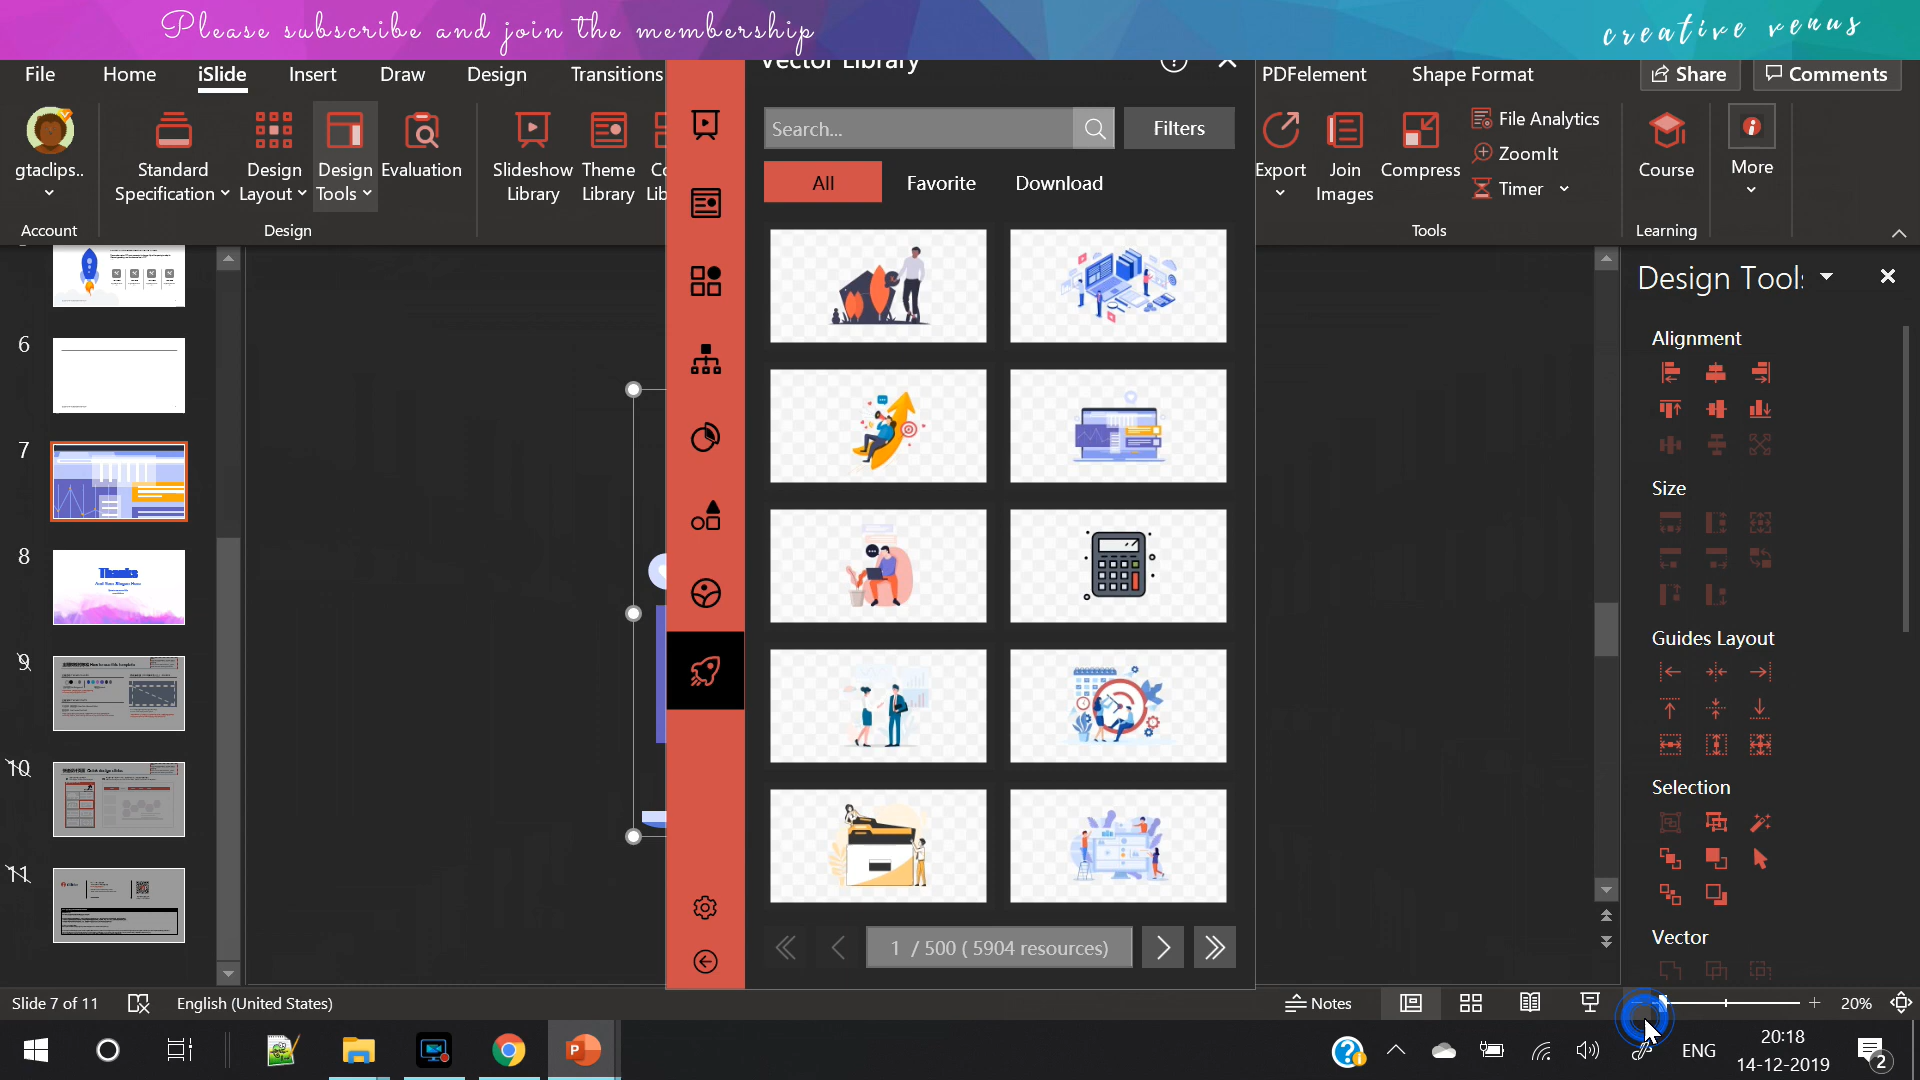 Please subscribe and join the membership
creative venus
File
Home
iSlide
Insert
Draw
Design
Transitions
Vector Library
PDFelement
Shape Format
Share
Comments
gtaclips..
Standard
Specification
Design
Layout
Design
Tools
Evaluation
Slideshow
Library
Theme
Library
Search...
Filters
All
Favorite
Download
Export
Join
Images
Compress
File Analytics
ZoomIt
Timer
Course
More
Account
Design
Tools
Learning
Design Tool
Alignment
Size
Guides Layout
Selection
Vector
6
7
8
Thanks
9
10
11
1 / 500 ( 5904 resources)
Slide 7 of 11
English (United States)
Notes
20%
ENG
20:18
14-12-2019
2